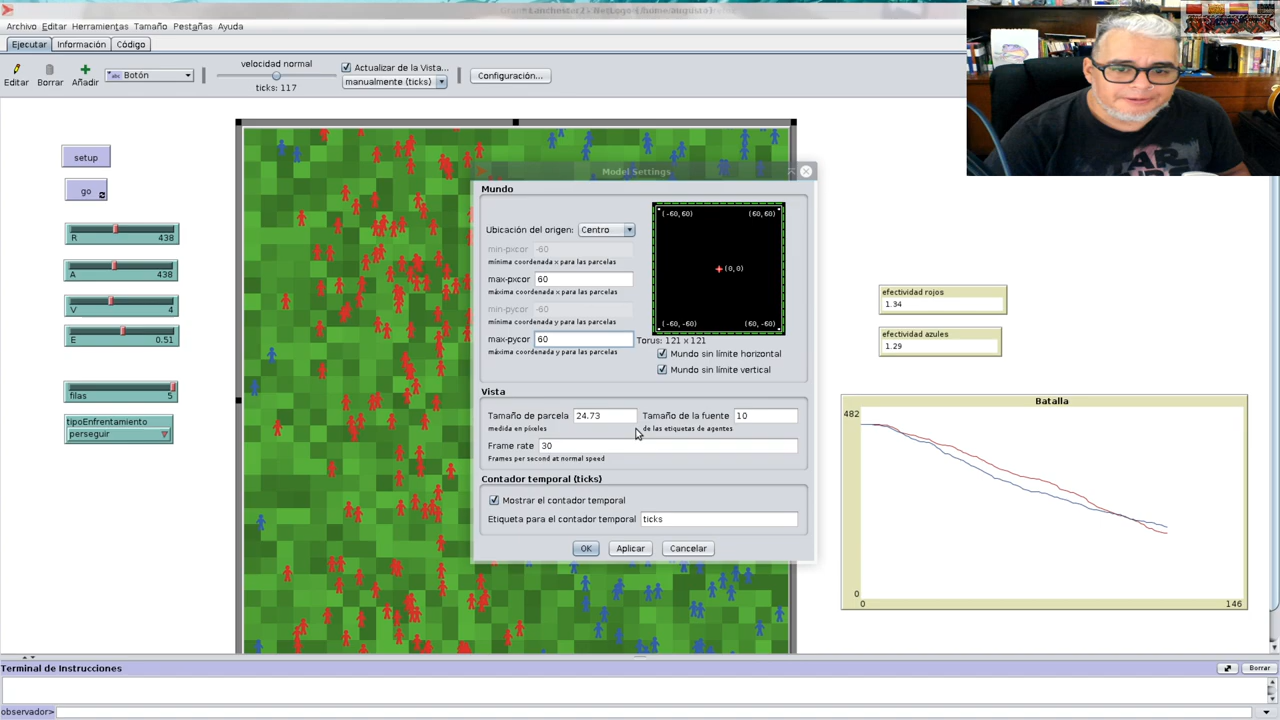 Lanchester2 - NetLogo {/home/augusto}
Archivo Editar Herramientas Tamaño Pestañas Ayuda
Ejecutar Información Código
Editar Borrar Añadir
Botón
velocidad normal
ticks: 117
Actualizar de la Vista...
manualmente (ticks)
Configuración...
setup
go
R 438
A 438
V 4
E 0.51
filas 5
tipoEnfrentamiento
perseguir
Model Settings
Mundo
Ubicación del origen: Centro
min-pxcor -60
mínima coordenada x para las parcelas
max-pxcor 60
máxima coordenada x para las parcelas
min-pycor -60
mínima coordenada y para las parcelas
max-pycor 60
máxima coordenada y para las parcelas
(-60,60) (60,60)
(0,0)
(-60,-60) (60,-60)
Torus: 121 x 121
Mundo sin límite horizontal
Mundo sin límite vertical
Vista
Tamaño de parcela 24.73 Tamaño de la fuente 10
medida en píxeles de las etiquetas de agentes
Frame rate 30
Frames per second at normal speed
Contador temporal (ticks)
Mostrar el contador temporal
Etiqueta para el contador temporal ticks
OK Aplicar Cancelar
efectividad rojos
1.34
efectividad azules
1.29
Batalla
482
0
0 146
Terminal de Instrucciones
Borrar
observador>